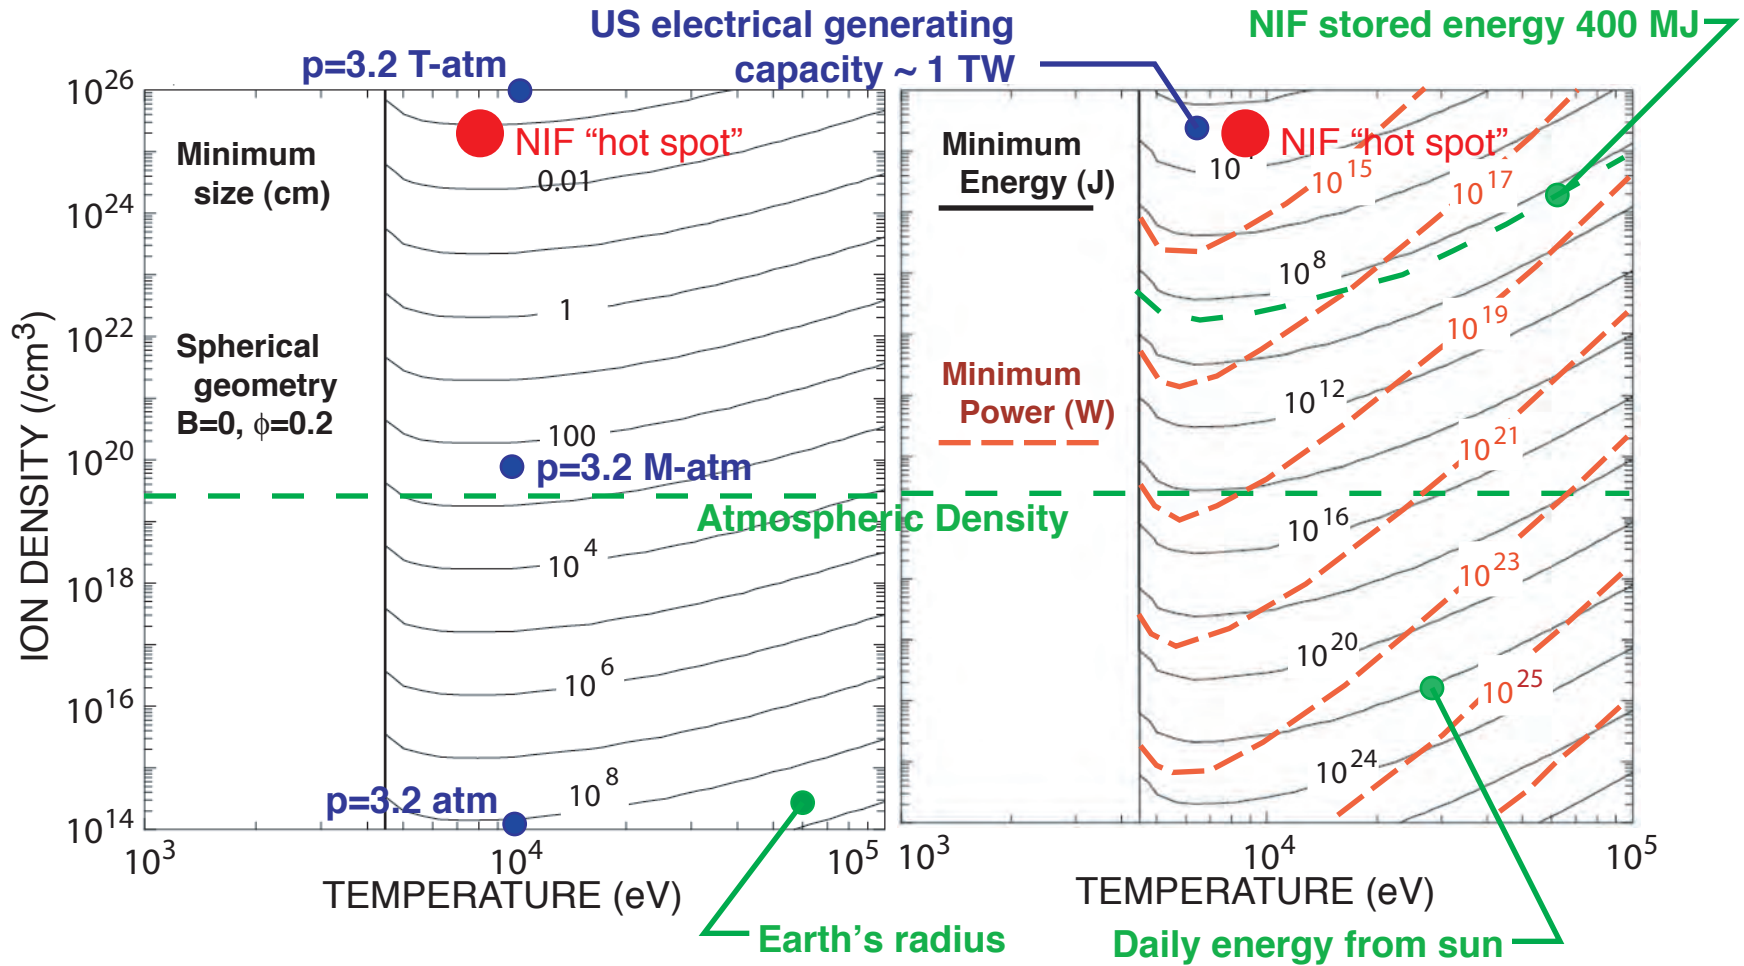 US electrical generating
capacity ~ 1 TW
NIF stored energy 400 MJ
p=3.2 T-atm
10^26
10^24
10^22
10^20
10^18
10^16
10^14
ION DENSITY (/cm^3)
Minimum
size (cm)
NIF “hot spot”
0.01
1
Spherical
geometry
B=0, ϕ=0.2
100
p=3.2 M-atm
Atmospheric Density
10^4
10^6
10^8
p=3.2 atm
10^3
10^4
10^5
TEMPERATURE (eV)
Earth’s radius
Minimum
Energy (J)
NIF “hot spot”
10^15
10^17
10^8
10^19
Minimum
Power (W)
10^12
10^21
10^16
10^23
10^20
10^25
10^24
10^3
10^4
10^5
TEMPERATURE (eV)
Daily energy from sun